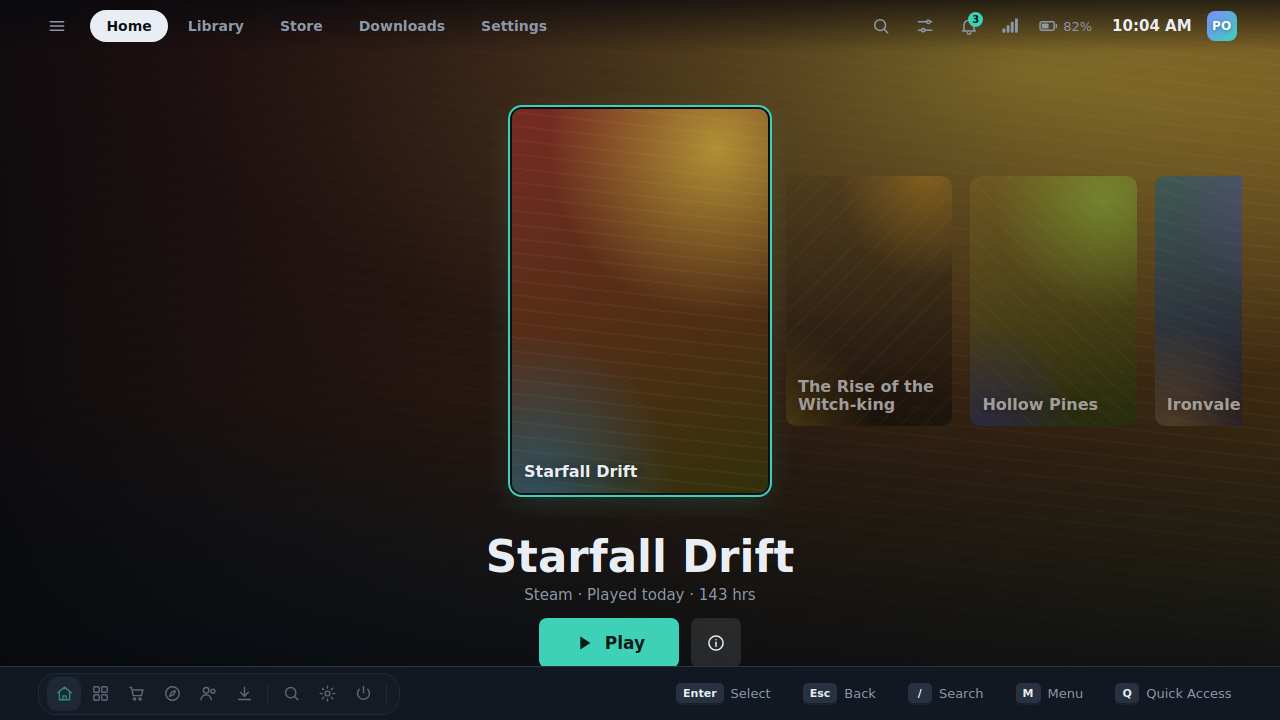 Home
Library
Store
Downloads
Settings
3
82%
10:04 AM
PO
Starfall Drift
The Rise of the
Witch-king
Hollow Pines
Ironvale
Starfall Drift
Steam · Played today · 143 hrs
Play
Enter Select
Esc Back
/ Search
M Menu
Q Quick Access